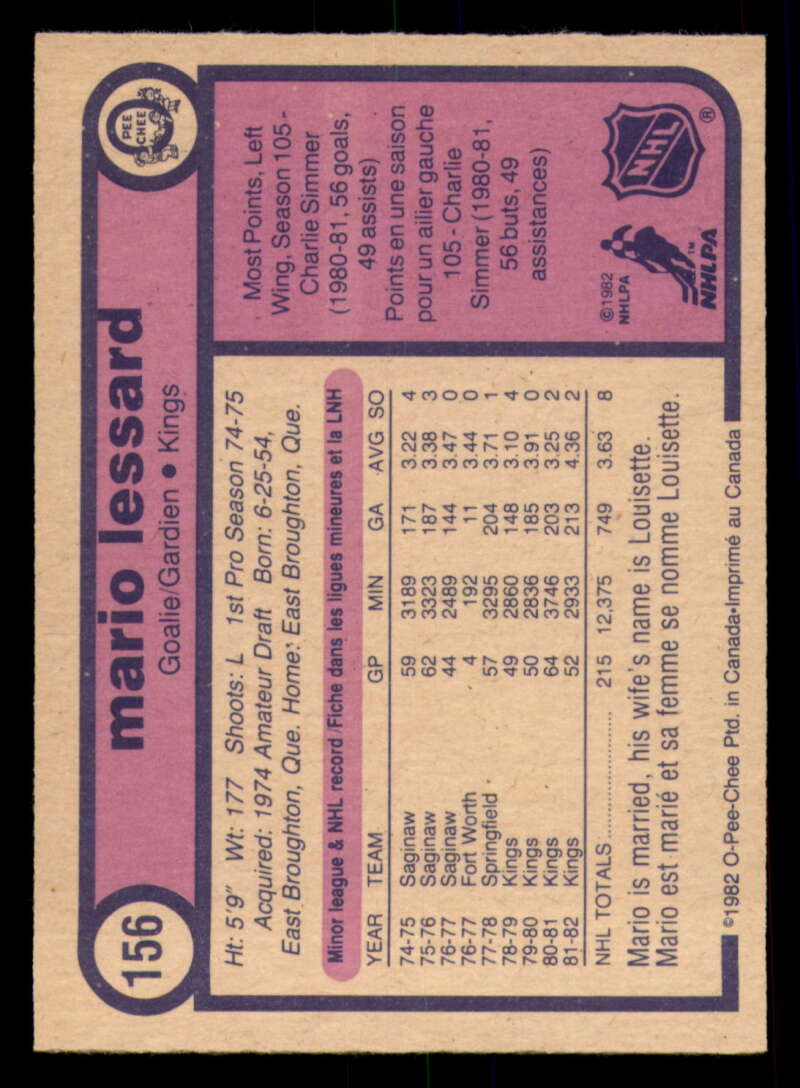 156
mario lessard
Goalie/Gardien • Kings
O PEE CHEE
Ht: 5'9" Wt: 177 Shoots: L 1st Pro Season 74-75
Acquired: 1974 Amateur Draft Born: 6-25-54,
East Broughton, Que. Home: East Broughton, Que.
Minor league & NHL record/Fiche dans les ligues mineures et la LNH
YEAR TEAM GP MIN GA AVG SO
74-75 Saginaw 59 3189 171 3.22 4
75-76 Saginaw 62 3323 187 3.38 3
76-77 Saginaw 44 2489 144 3.47 0
76-77 Fort Worth 4 192 11 3.44 0
77-78 Springfield 57 3295 204 3.71 1
78-79 Kings 49 2860 148 3.10 4
79-80 Kings 50 2836 185 3.91 0
80-81 Kings 64 3746 203 3.25 2
81-82 Kings 52 2933 213 4.36 2
NHL TOTALS.................... 215 12,375 749 3.63 8
Mario is married, his wife's name is Louisette.
Mario est marié et sa femme se nomme Louisette.
Most Points, Left
Wing, Season 105 -
Charlie Simmer
(1980-81, 56 goals,
49 assists)
Points en une saison
pour un ailier gauche
105 - Charlie
Simmer (1980-81,
56 buts, 49
assistances)
©1982
NHLPA
NHLPA™
NHL
®
©1982 O-Pee-Chee Ptd. in Canada•Imprimé au Canada